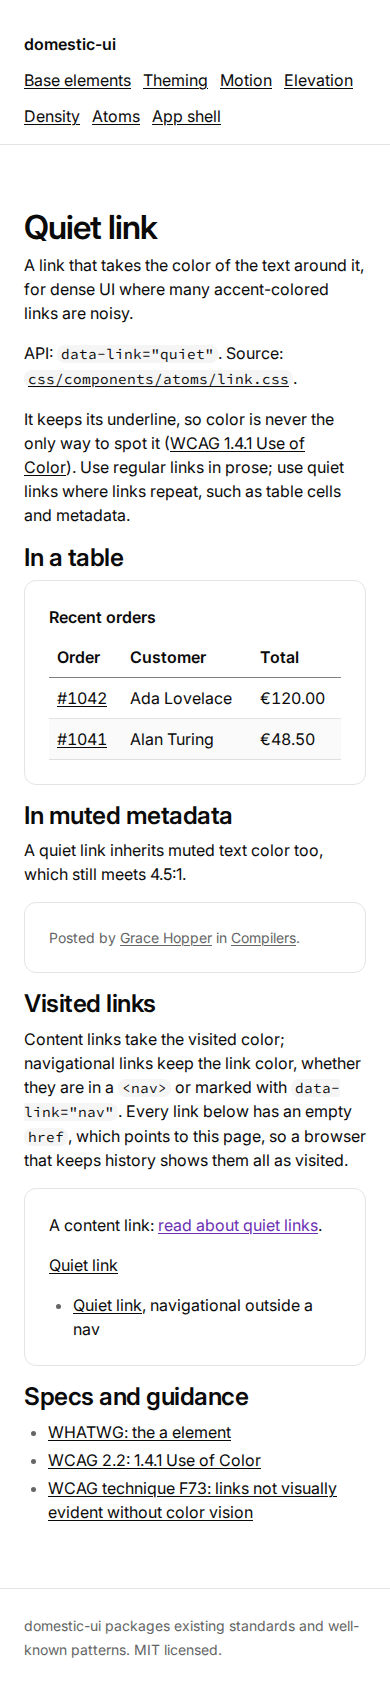 domestic-ui
Base elements Theming Motion Elevation
Density Atoms App shell
Quiet link
A link that takes the color of the text around it,
for dense UI where many accent-colored
links are noisy.
API: data-link="quiet". Source:
css/components/atoms/link.css.
It keeps its underline, so color is never the
only way to spot it (WCAG 1.4.1 Use of
Color). Use regular links in prose; use quiet
links where links repeat, such as table cells
and metadata.
In a table
Recent orders
Order Customer Total
#1042 Ada Lovelace €120.00
#1041 Alan Turing €48.50
In muted metadata
A quiet link inherits muted text color too,
which still meets 4.5:1.
Posted by Grace Hopper in Compilers.
Visited links
Content links take the visited color;
navigational links keep the link color, whether
they are in a <nav> or marked with data-
link="nav". Every link below has an empty
href, which points to this page, so a browser
that keeps history shows them all as visited.
A content link: read about quiet links.
Quiet link
• Quiet link, navigational outside a
nav
Specs and guidance
• WHATWG: the a element
• WCAG 2.2: 1.4.1 Use of Color
• WCAG technique F73: links not visually
evident without color vision
domestic-ui packages existing standards and well-
known patterns. MIT licensed.